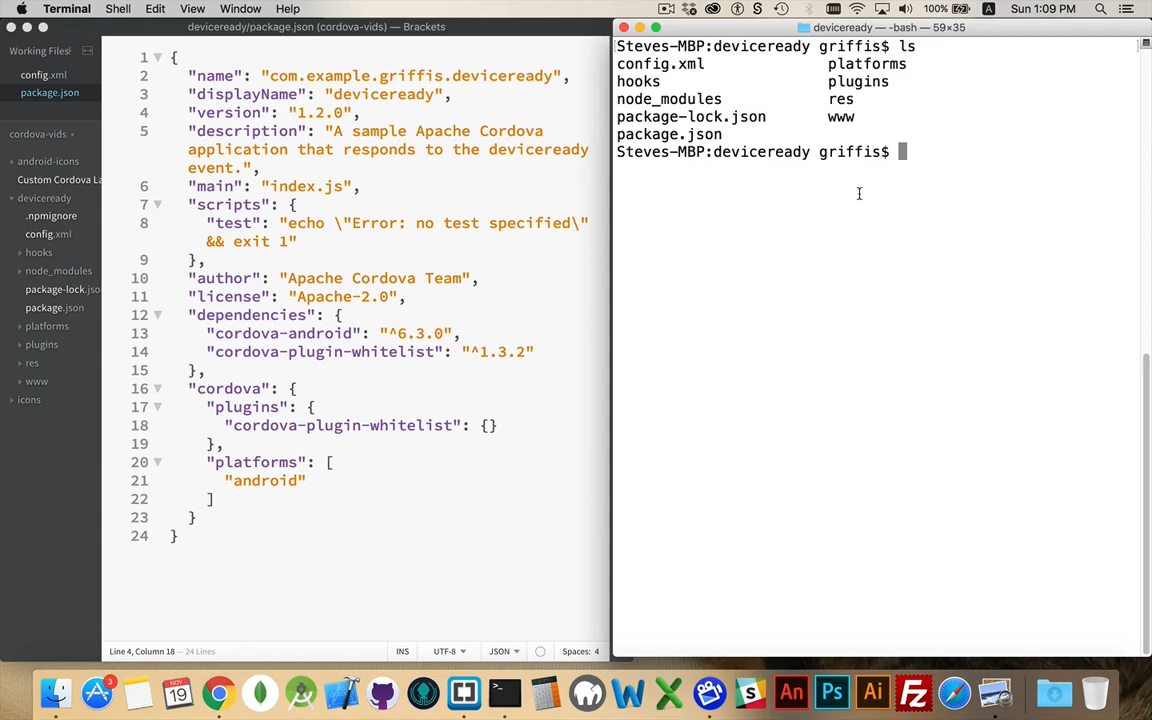 Terminal Shell Edit View Window Help 100% Sun 1:09 PM
deviceready/package.json (cordova-vids) — Brackets
Working Files
config.xml
package.json
cordova-vids
android-icons
Custom Cordova La
deviceready
.npmignore
config.xml
hooks
node_modules
package-lock.jso
package.json
platforms
plugins
res
www
icons
1 {
2 "name": "com.example.griffis.deviceready",
3 "displayName": "deviceready",
4 "version": "1.2.0",
5 "description": "A sample Apache Cordova
application that responds to the deviceready
event.",
6 "main": "index.js",
7 "scripts": {
8 "test": "echo \"Error: no test specified\"
&& exit 1"
9 },
10 "author": "Apache Cordova Team",
11 "license": "Apache-2.0",
12 "dependencies": {
13 "cordova-android": "^6.3.0",
14 "cordova-plugin-whitelist": "^1.3.2"
15 },
16 "cordova": {
17 "plugins": {
18 "cordova-plugin-whitelist": {}
19 },
20 "platforms": [
21 "android"
22 ]
23 }
24 }
Line 4, Column 18 — 24 Lines INS UTF-8 JSON Spaces: 4
deviceready — -bash — 59×35
Steves-MBP:deviceready griffis$ ls
config.xml platforms
hooks plugins
node_modules res
package-lock.json www
package.json
Steves-MBP:deviceready griffis$
3
NOV
19
An Ps Ai Fz